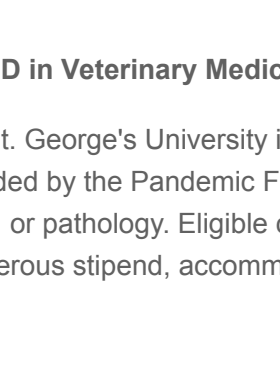 D in Veterinary Medic
t. George's University i
ded by the Pandemic F
or pathology. Eligible
erous stipend, accomm